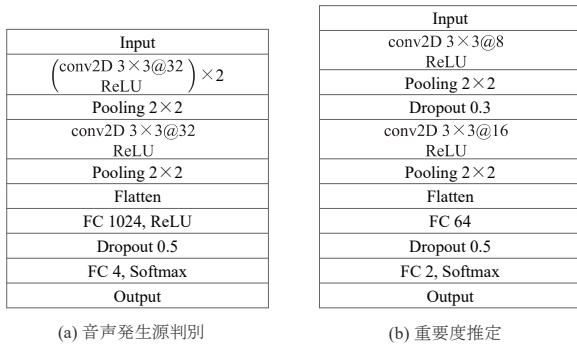 Input
(conv2D 3×3@32
ReLU) ×2
Pooling 2×2
conv2D 3×3@32
ReLU
Pooling 2×2
Flatten
FC 1024, ReLU
Dropout 0.5
FC 4, Softmax
Output
(a) 音声発生源判別
Input
conv2D 3×3@8
ReLU
Pooling 2×2
Dropout 0.3
conv2D 3×3@16
ReLU
Pooling 2×2
Flatten
FC 64
Dropout 0.5
FC 2, Softmax
Output
(b) 重要度推定